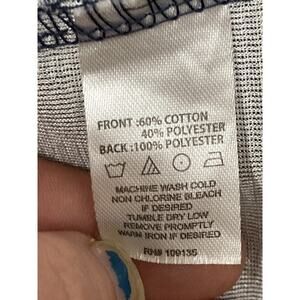 FRONT :60% COTTON
40% POLYESTER
BACK :100% POLYESTER
MACHINE WASH COLD
NON CHLORINE BLEACH
IF DESIRED
TUMBLE DRY LOW
REMOVE PROMPTLY
WARM IRON IF DESIRED
RN# 109135